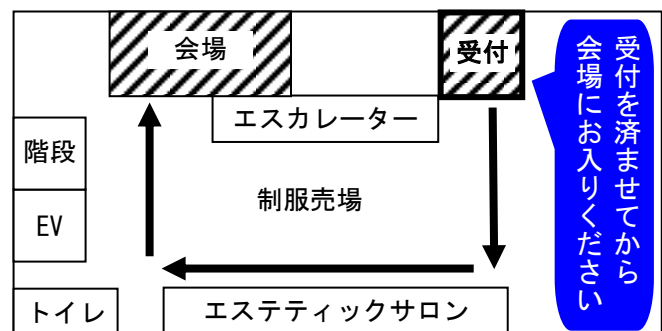 会場
受付
受付を済ませてから
会場にお入りください
エスカレーター
階段
制服売場
EV
トイレ
エステティックサロン